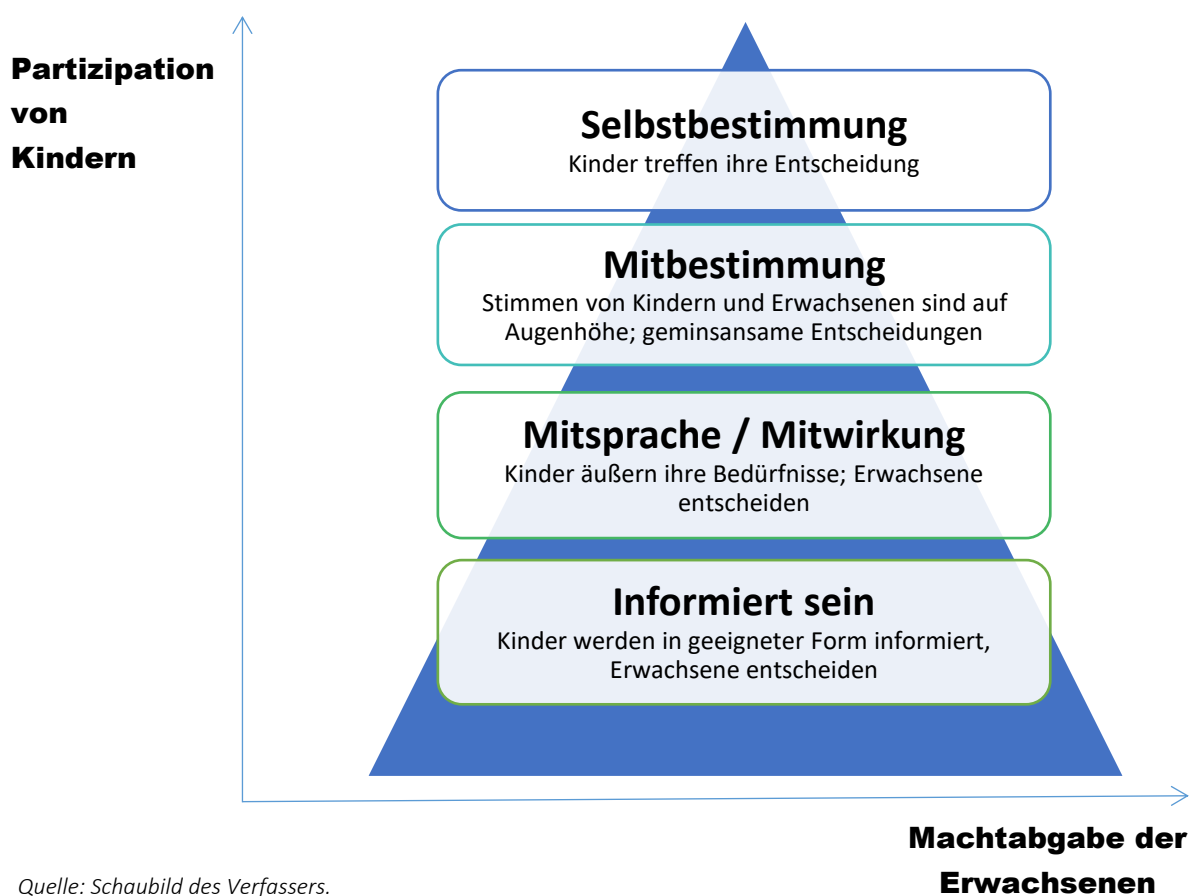 Partizipation
von
Kindern
Selbstbestimmung
Kinder treffen ihre Entscheidung
Mitbestimmung
Stimmen von Kindern und Erwachsenen sind auf
Augenhöhe; geminsansame Entscheidungen
Mitsprache / Mitwirkung
Kinder äußern ihre Bedürfnisse; Erwachsene
entscheiden
Informiert sein
Kinder werden in geeigneter Form informiert,
Erwachsene entscheiden
Machtabgabe der
Erwachsenen
Quelle: Schaubild des Verfassers.